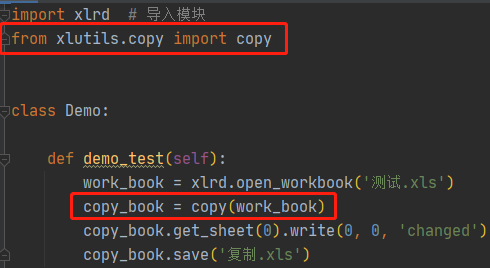 import xlrd  # 导入模块
from xlutils.copy import copy
class Demo:
def demo_test(self):
work_book = xlrd.open_workbook('测试.xls')
copy_book = copy(work_book)
copy_book.get_sheet(0).write(0, 0, 'changed')
copy_book.save('复制.xls')